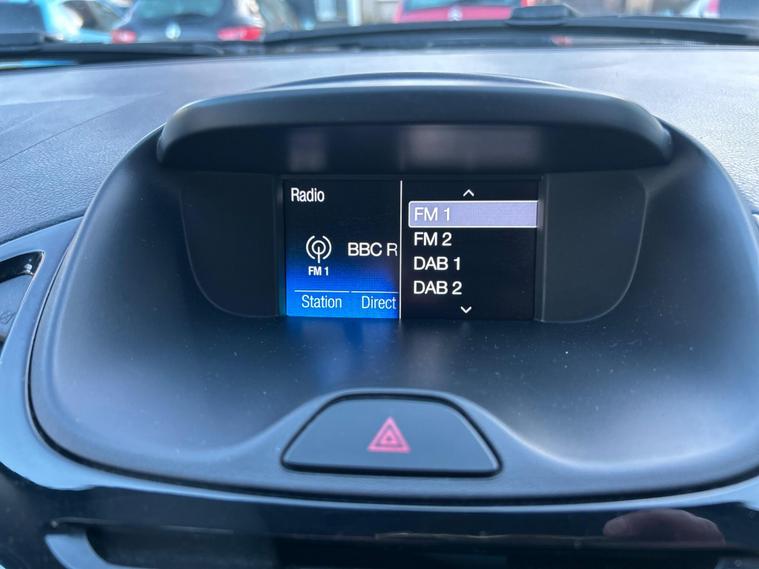 Radio
FM 1
BBC R
Station Direct
FM 1
FM 2
DAB 1
DAB 2